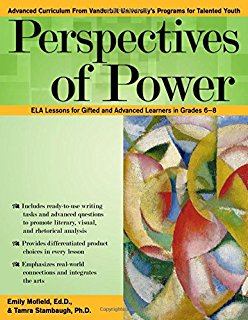 Advanced Curriculum From Vanderbilt University's Programs for Talented Youth
Perspectives
of Power
ELA Lessons for Gifted and Advanced Learners in Grades 6–8
Includes ready-to-use writing
tasks and advanced questions
to promote literary, visual,
and rhetorical analysis
Provides differentiated product
choices in every lesson
Emphasizes real-world
connections and integrates
the arts
Emily Mofield, Ed.D.,
& Tamra Stambaugh, Ph.D.
Copyrighted Material